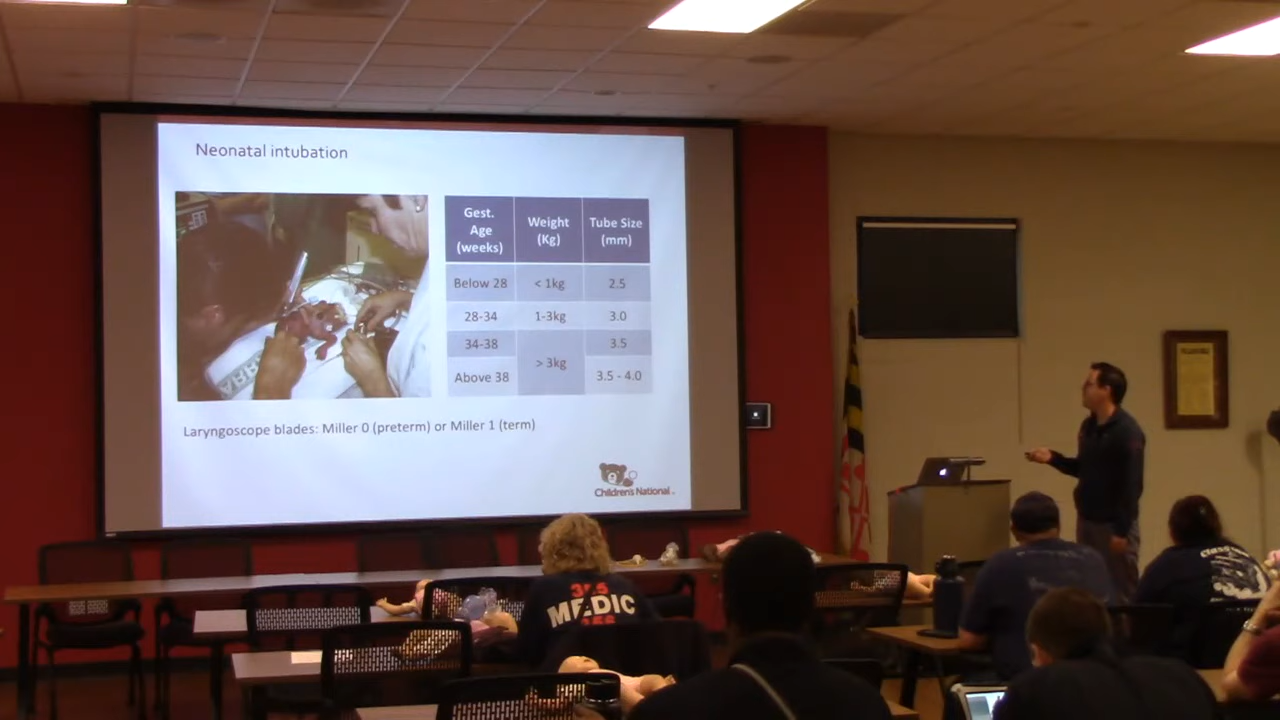 Neonatal intubation
Gest.
Age
(weeks)
Weight
(Kg)
Tube Size
(mm)
Below 28
< 1kg
2.5
28-34
1-3kg
3.0
34-38
> 3kg
3.5
Above 38
3.5 - 4.0
Laryngoscope blades: Miller 0 (preterm) or Miller 1 (term)
Children's National
MEDIC